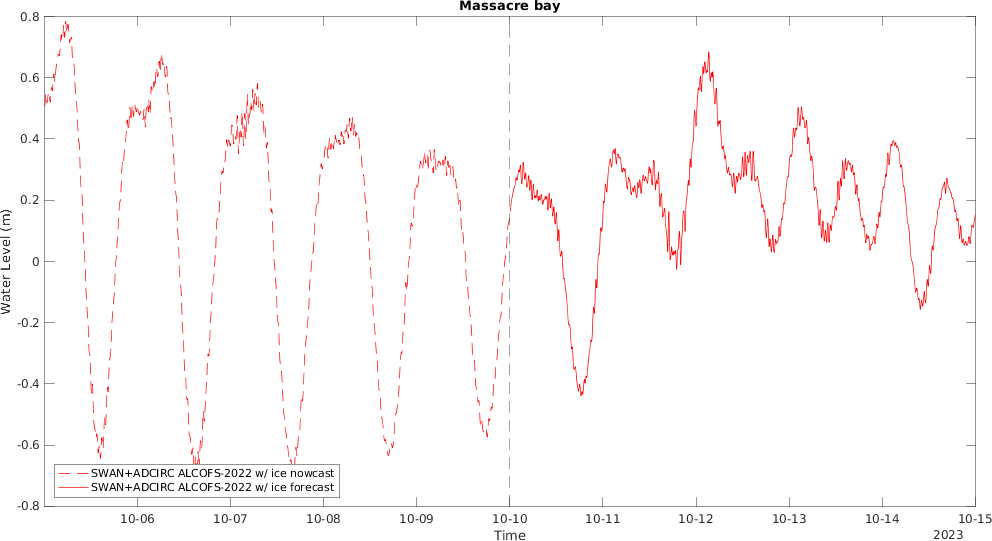 Massacre bay
0.8
0.6
0.4
0.2
0
-0.2
-0.4
-0.6
-0.8
Water Level (m)
SWAN+ADCIRC ALCOFS-2022 w/ ice nowcast
SWAN+ADCIRC ALCOFS-2022 w/ ice forecast
10-06 10-07 10-08 10-09 10-10 10-11 10-12 10-13 10-14 10-15
Time
2023